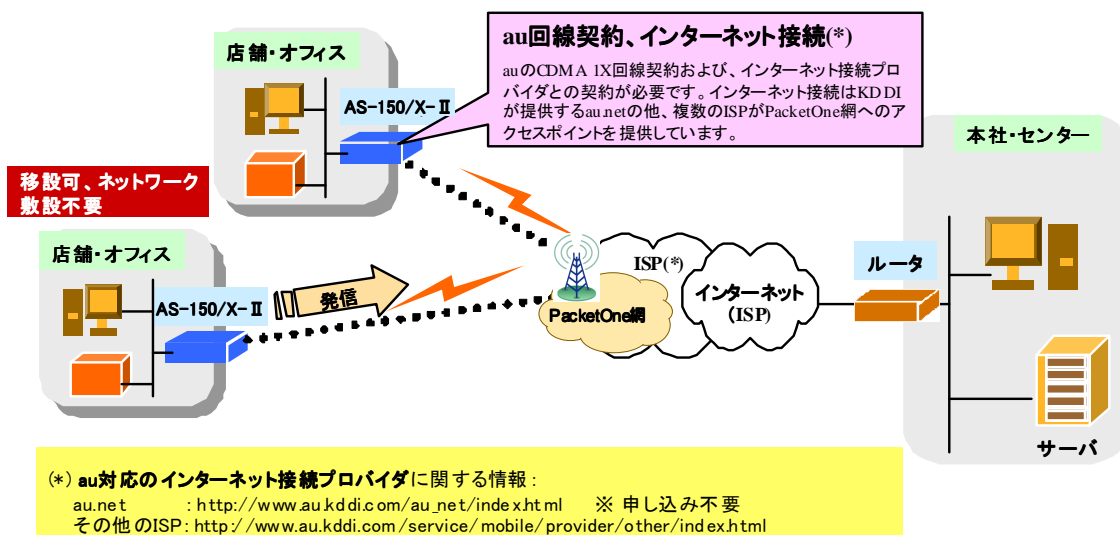 店舗・オフィス
AS-150/X-Ⅱ
au回線契約、インターネット接続(*)
auのCDMA 1X回線契約および、インターネット接続プロ
バイダとの契約が必要です。インターネット接続はKDDI
が提供するau.netの他、複数のISPがPacketOne網へのア
クセスポイントを提供しています。
本社・センター
移設可、ネットワーク
敷設不要
店舗・オフィス
AS-150/X-Ⅱ
発信
ISP(*)
PacketOne網
インターネット
(ISP)
ルータ
サーバ
(*) au対応のインターネット接続プロバイダに関する情報:
au.net : http://www.au.kddi.com/au_net/index.html ※ 申し込み不要
その他のISP: http://www.au.kddi.com/service/mobile/provider/other/index.html